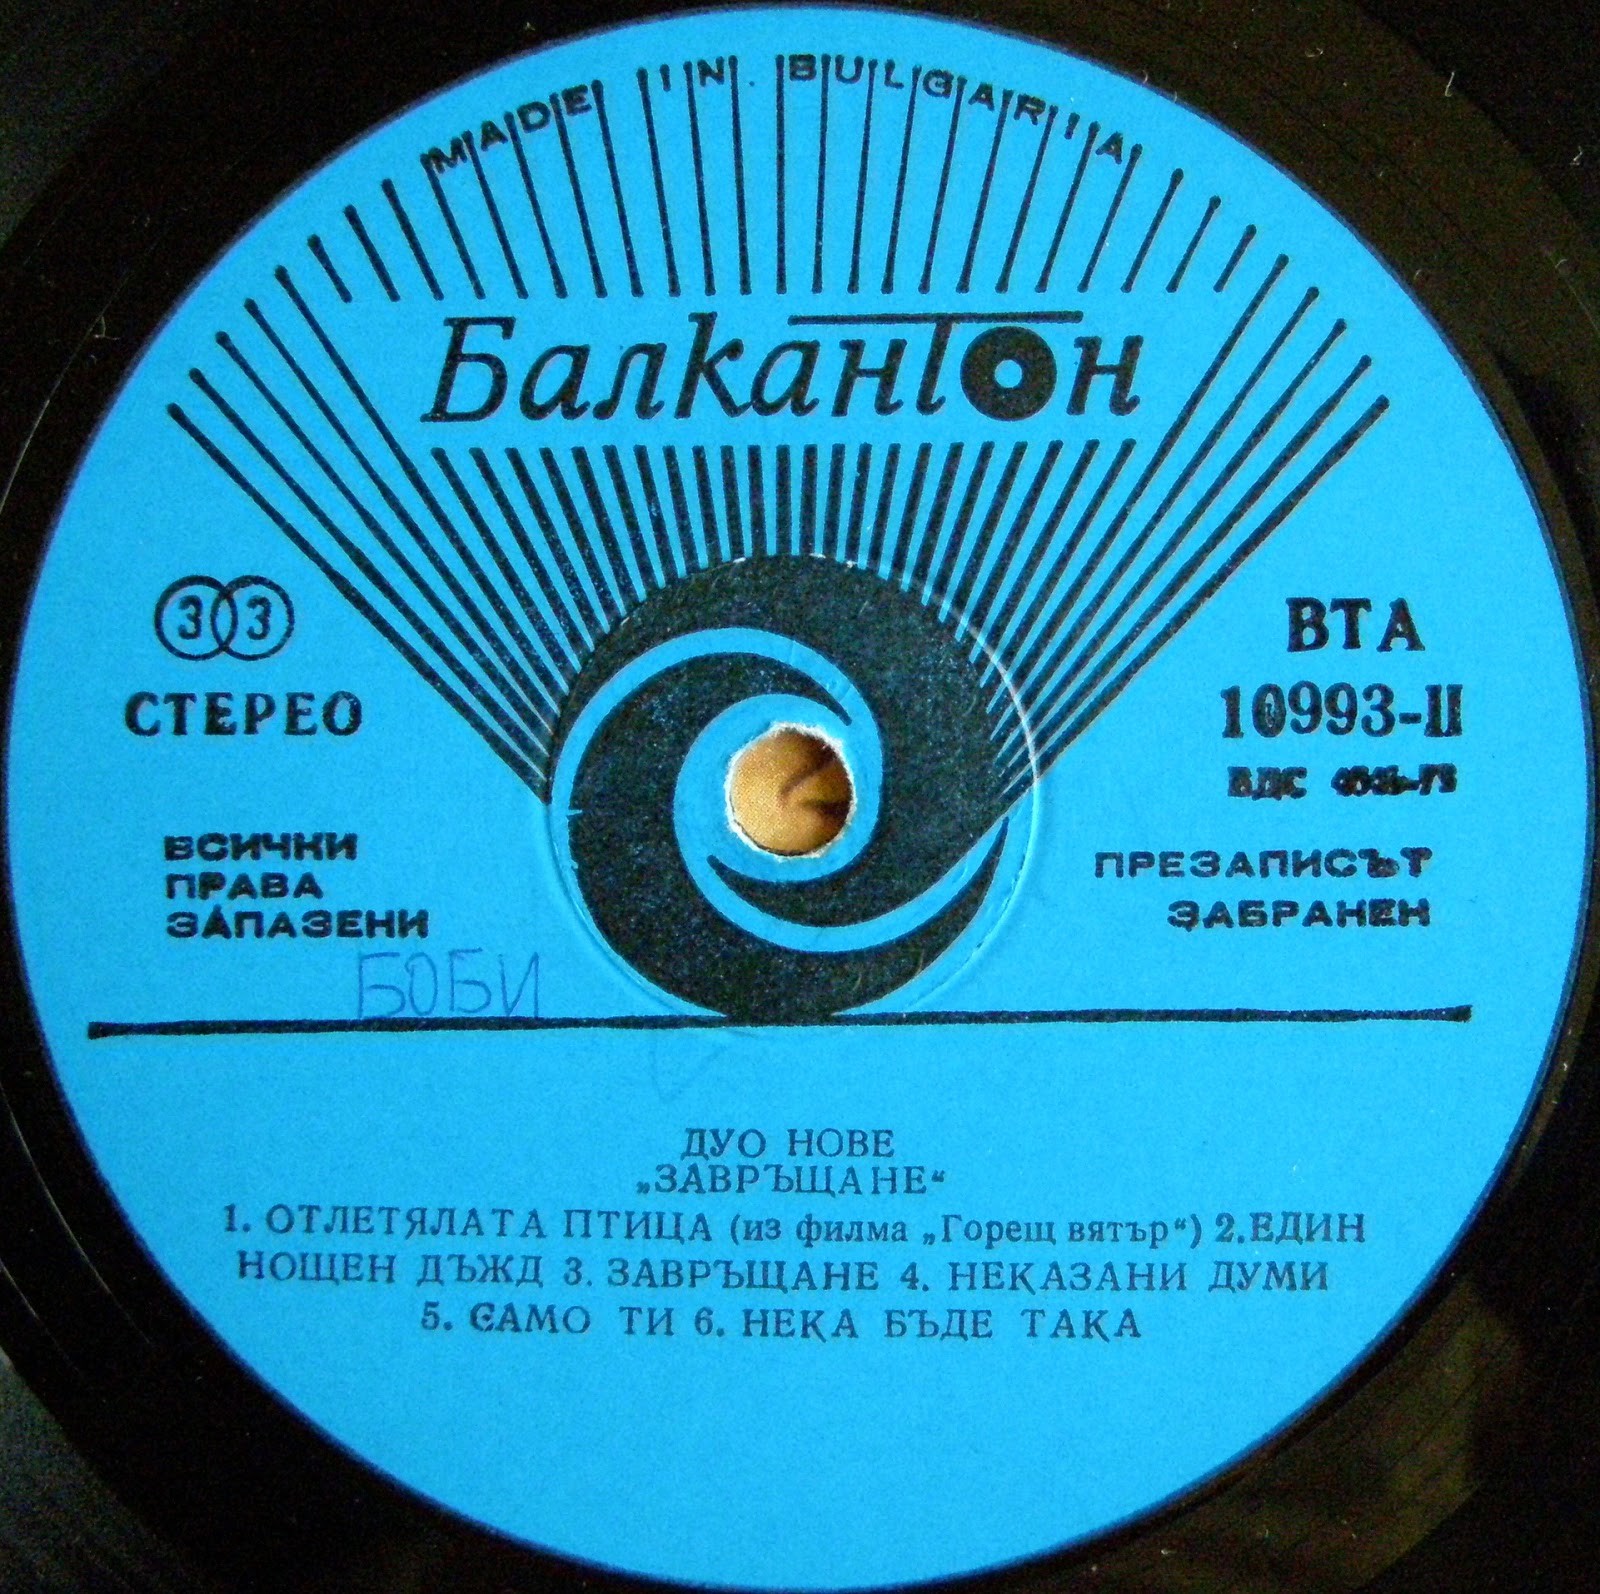 MADE IN BULGARIA
Балкантон
33
СТЕРЕО
ВТА
10993-II
ВДС
ВСИЧКИ
ПРАВА
ЗАПАЗЕНИ
ПРЕЗАПИСЪТ
ЗАБРАНЕН
БОБИ
ДУО НОВЕ
„ЗАВРЪЩАНЕ“
1. ОТЛЕТЯЛАТА ПТИЦА (из филма „Горещ вятър“) 2.ЕДИН
НОЩЕН ДЪЖД 3. ЗАВРЪЩАНЕ 4. НЕКАЗАНИ ДУМИ
5. САМО ТИ 6. НЕКА БЪДЕ ТАКА